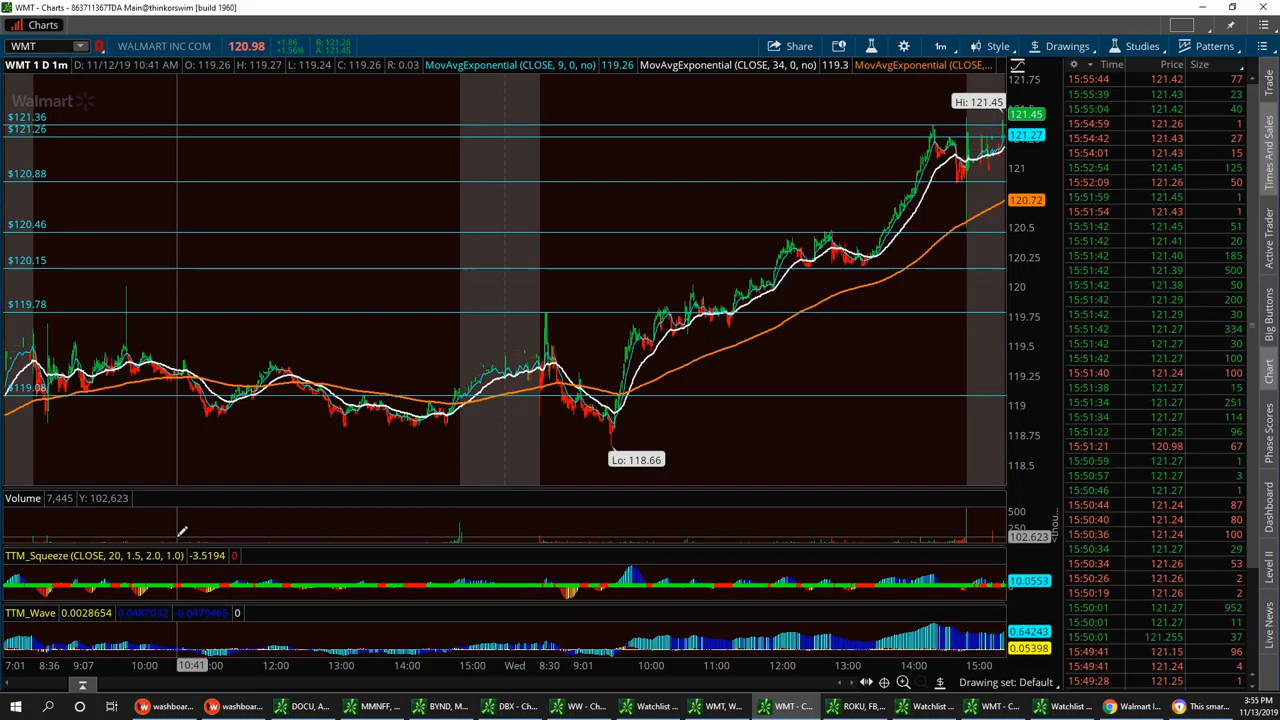 WMT - Charts - 863711367TDA Main@thinkorswim [build 1960]
Charts
WMT WALMART INC COM 120.98 +1.86 +1.56% B: 121.26 A: 121.45 Share 1m Style Drawings Studies Patterns
WMT 1 D 1m D: 11/12/19 10:41 AM O: 119.26 H: 119.27 L: 119.24 C: 119.26 R: 0.03 MovAvgExponential (CLOSE, 9, 0, no) 119.26 MovAvgExponential (CLOSE, 34, 0, no) 119.3 MovAvgExponential (CLOSE,...
Walmart
Hi: 121.45
$121.36
$121.26
$120.88
$120.46
$120.15
$119.78
$119.08
Lo: 118.66
121.75
121.45
121.27
121
120.72
120.5
120.25
120
119.75
119.5
119.25
119
118.75
118.5
Volume 7,445 Y: 102,623
500
250
102.623
TTM_Squeeze (CLOSE, 20, 1.5, 2.0, 1.0) -3.5194 0
10.0553
TTM_Wave 0.0028654 0.0487032 -0.0479465 0
0.64243
0.05398
7:01 8:36 9:07 10:00 10:41 12:00 13:00 14:00 15:00 Wed 8:30 9:01 10:00 11:00 12:00 13:00 14:00 15:00
Drawing set: Default
Time Price Size
15:55:44 121.42 77
15:55:39 121.43 23
15:55:04 121.42 40
15:54:59 121.26 1
15:54:42 121.43 27
15:54:01 121.43 15
15:52:54 121.45 125
15:52:09 121.26 50
15:51:59 121.45 1
15:51:54 121.43 1
15:51:42 121.45 51
15:51:42 121.41 20
15:51:42 121.40 185
15:51:42 121.39 500
15:51:42 121.38 50
15:51:42 121.29 200
15:51:42 121.29 30
15:51:42 121.27 334
15:51:42 121.27 30
15:51:42 121.27 100
15:51:40 121.24 100
15:51:38 121.27 15
15:51:34 121.27 251
15:51:34 121.27 114
15:51:22 121.25 96
15:51:21 120.98 67
15:50:59 121.27 1
15:50:57 121.27 3
15:50:46 121.27 1
15:50:44 121.24 87
15:50:40 121.24 80
15:50:36 121.24 100
15:50:34 121.27 29
15:50:34 121.26 53
15:50:26 121.26 2
15:50:19 121.26 2
15:50:01 121.27 952
15:50:01 121.27 11
15:50:01 121.255 37
15:49:41 121.15 96
15:49:41 121.24 4
15:49:28 121.25 1
Trade
Times And Sales
Active Trader
Big Buttons
Chart
Phase Scores
Dashboard
Level II
Live News
washboar... washboar... DOCU, A... MMNFF, ... BYND, M... DBX - Ch... WW - Ch... Watchlist ... WMT, W... WMT - C... ROKU, FB,... Watchlist ... WMT - C... Watchlist ... Walmart I... This smar...
3:55 PM
11/13/2019